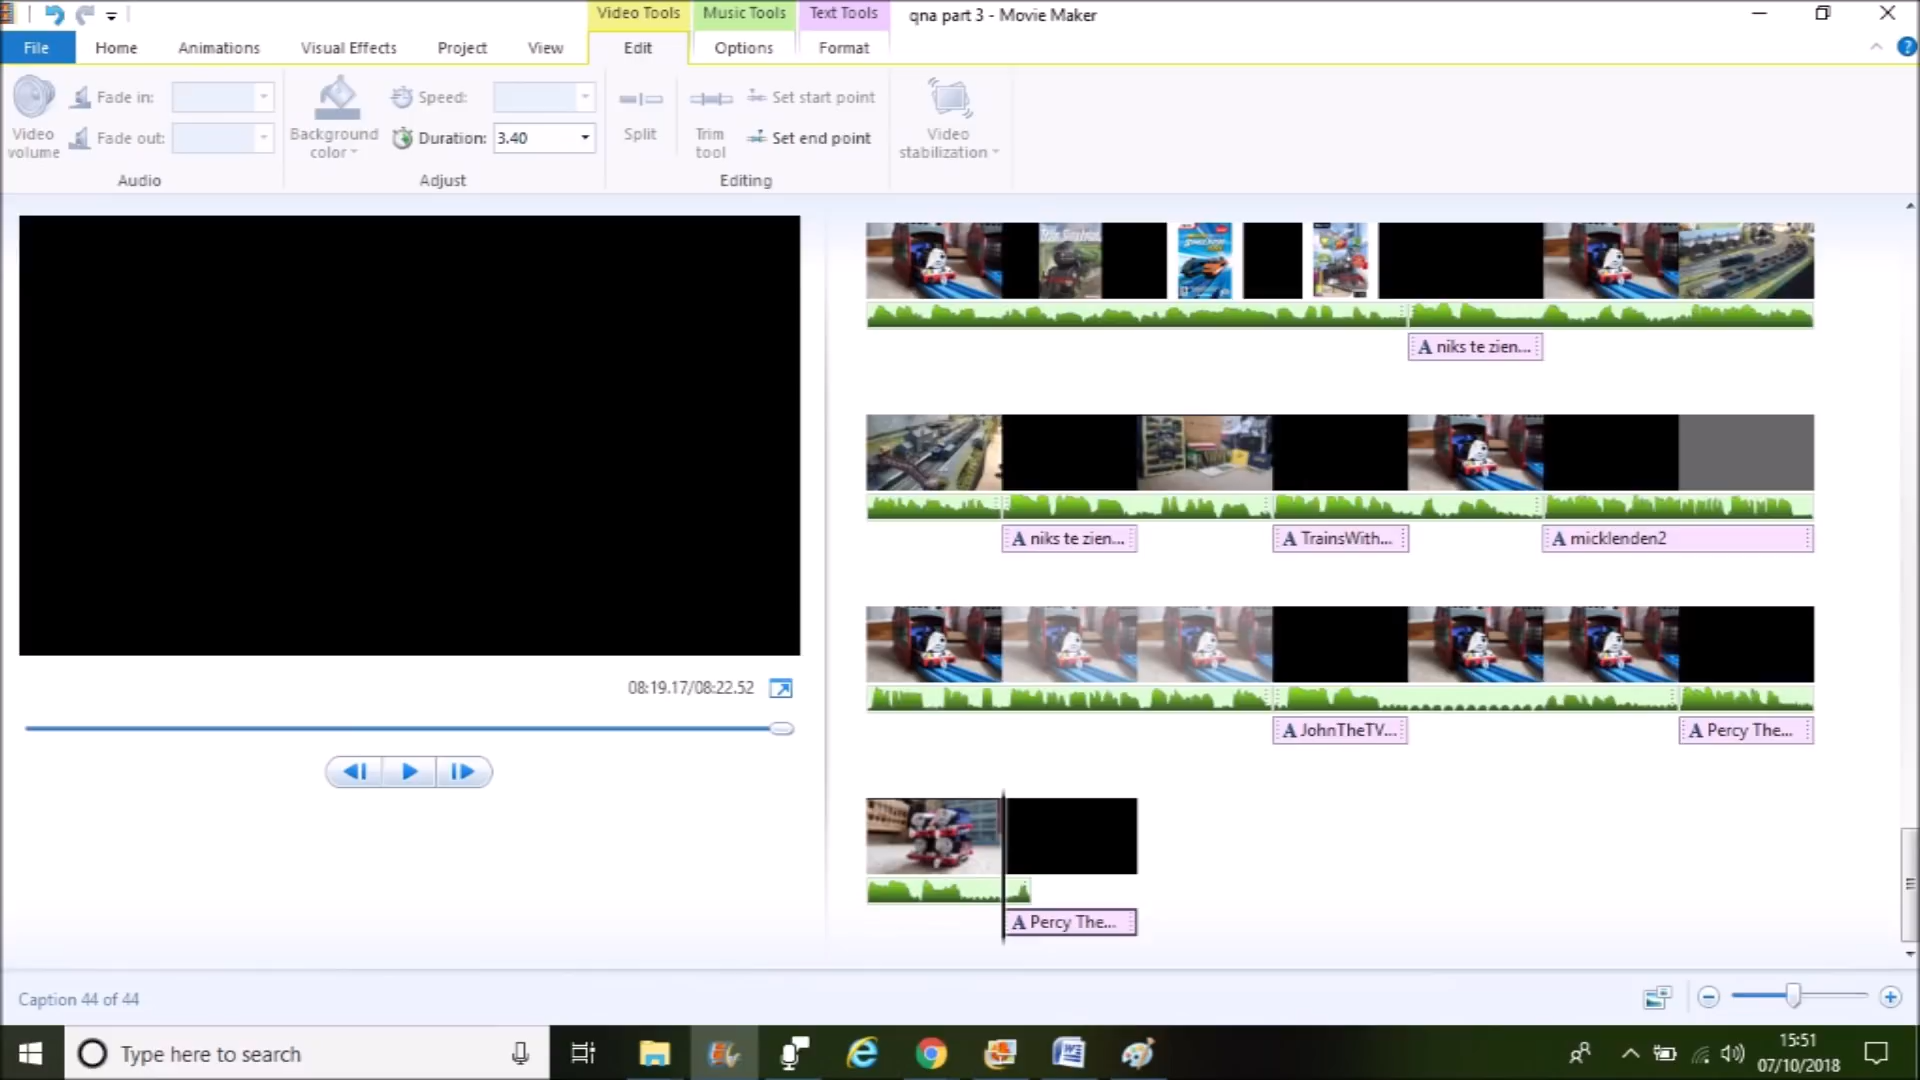 Video Tools Music Tools Text Tools qna part 3 - Movie Maker
File Home Animations Visual Effects Project View Edit Options Format
Fade in:
Fade out:
Video volume
Audio
Background color
Speed:
Duration: 3.40
Adjust
Split
Trim tool
Set start point
Set end point
Editing
Video stabilization
A niks te zien...
A niks te zien... A TrainsWith... A micklenden2
08:19.17/08:22.52
A JohnTheTV... A Percy The...
A Percy The...
Caption 44 of 44
Type here to search
15:51
07/10/2018